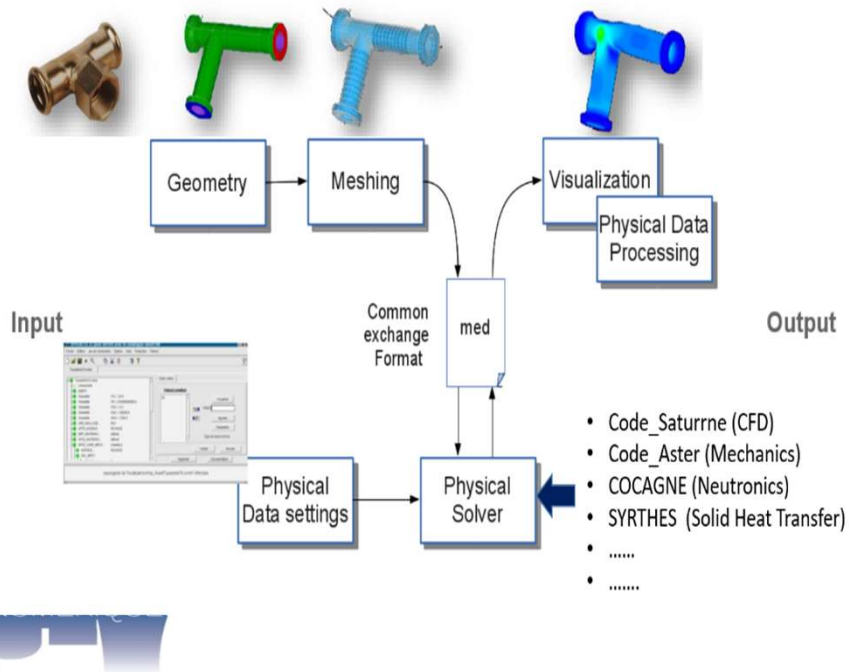 Geometry
Meshing
Visualization
Physical Data
Processing
Input
Common
exchange
Format
med
Output
Physical
Data settings
Physical
Solver
• Code_Saturrne (CFD)
• Code_Aster (Mechanics)
• COCAGNE (Neutronics)
• SYRTHES (Solid Heat Transfer)
• ......
• .......